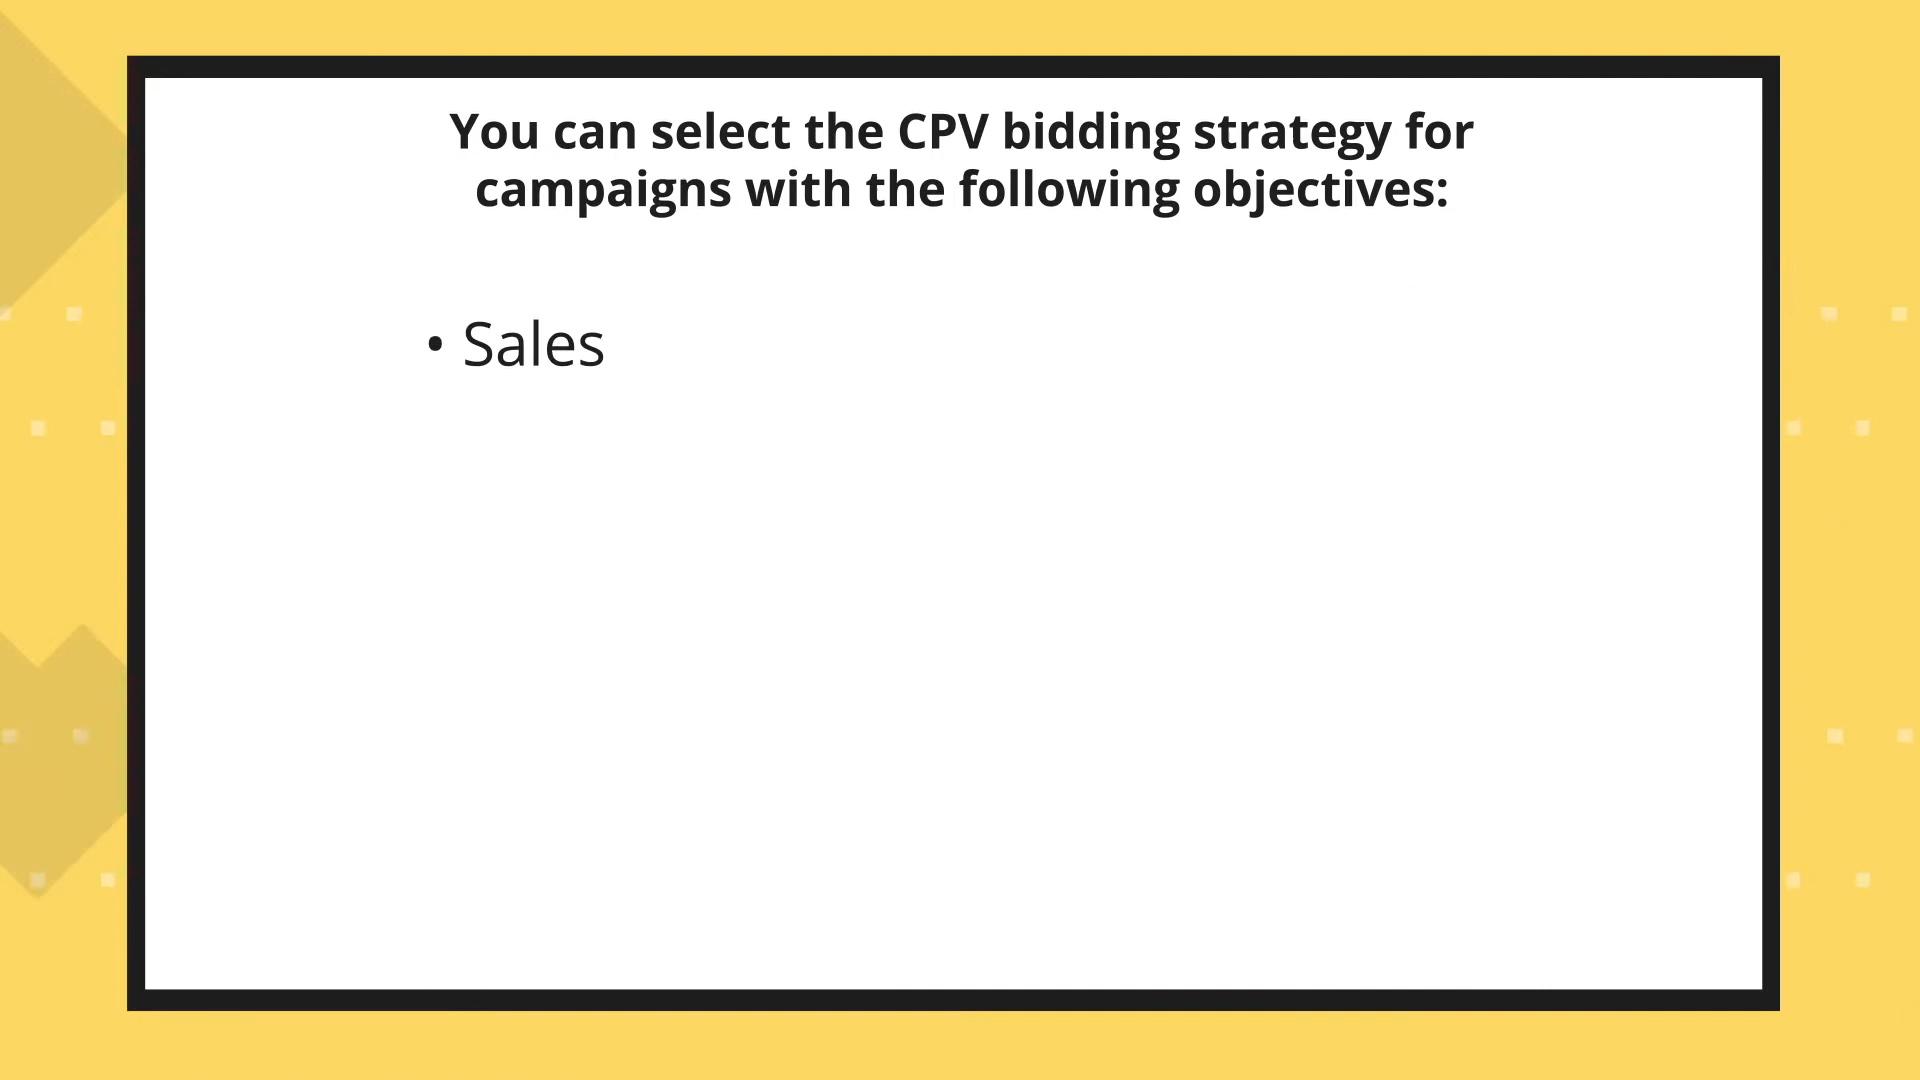 You can select the CPV bidding strategy for
campaigns with the following objectives:
• Sales